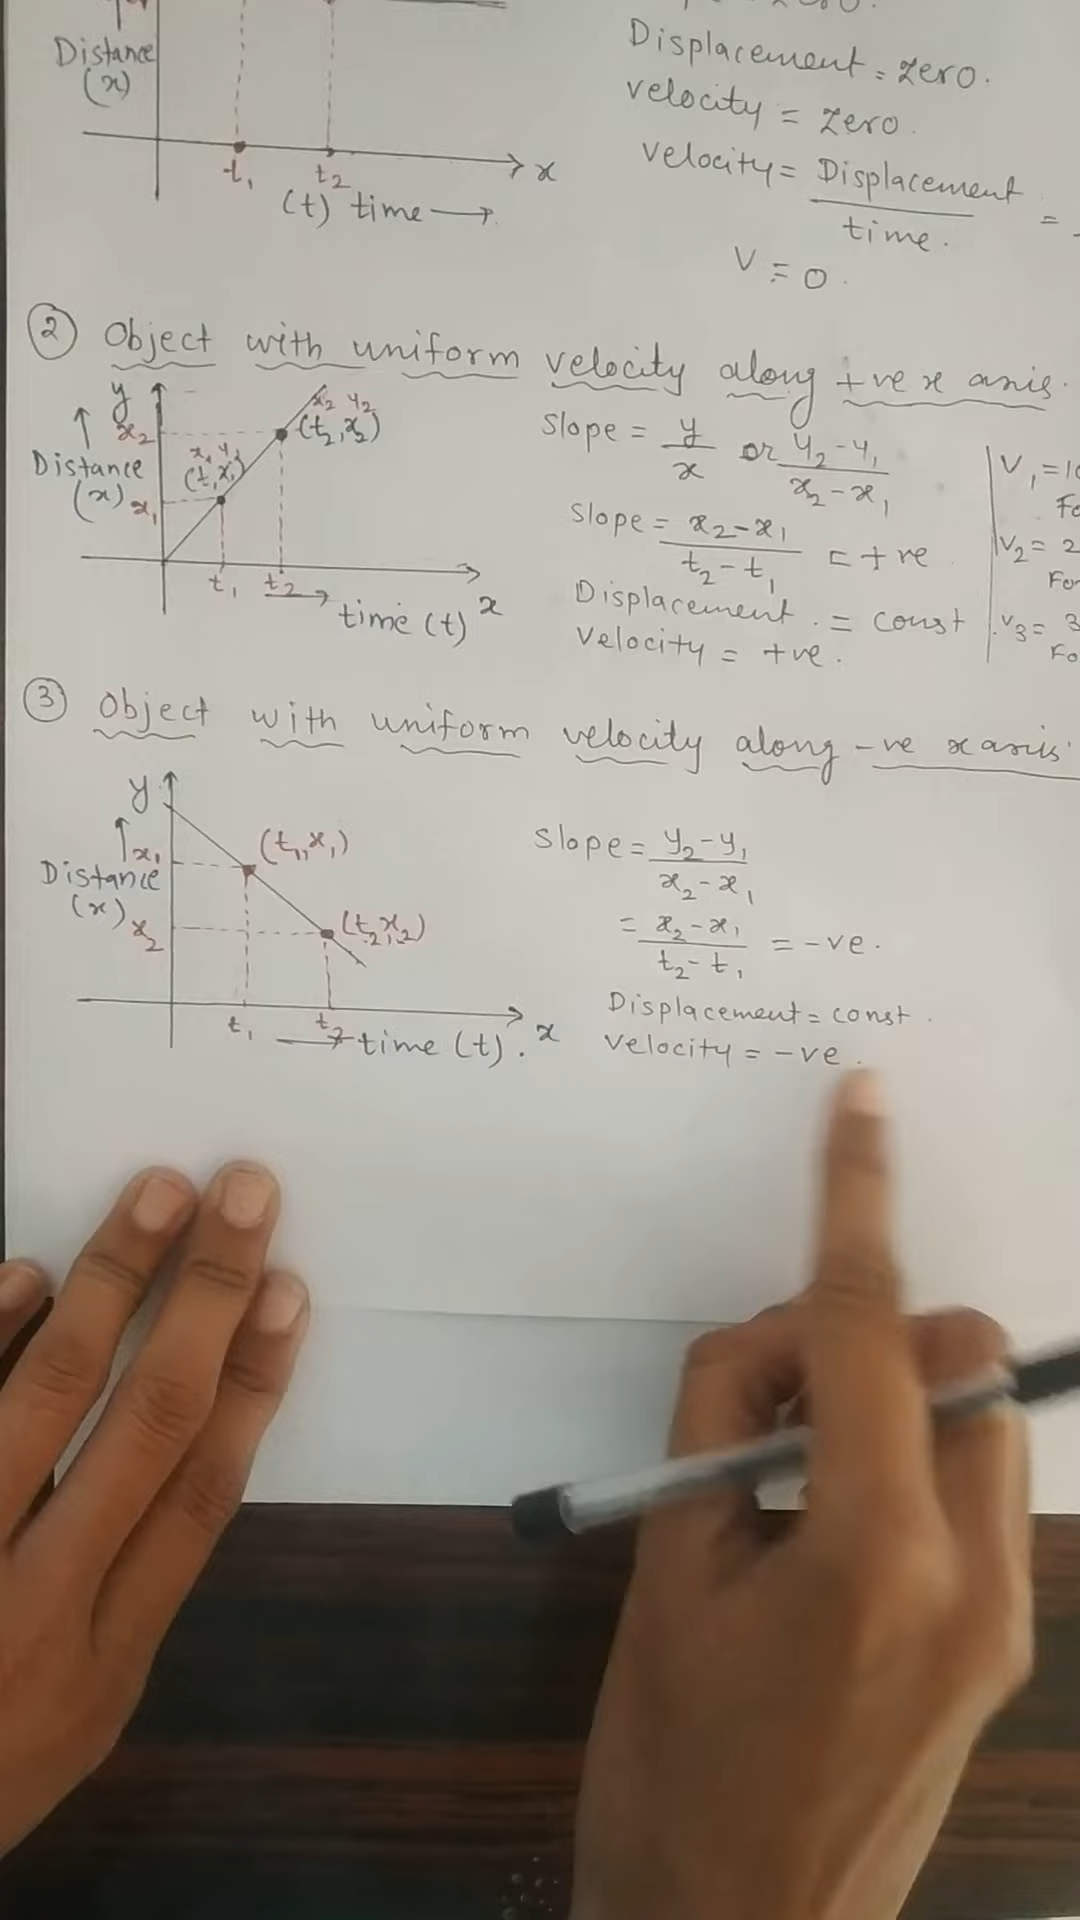 Displacement = zero.
Distance
(x)
velocity = zero.
t₁ t₂ x
(t) time →
velocity = Displacement / time. =
V = 0.
② Object with uniform velocity along +ve x axis.
y
x₂
x₂ y₂
(t₂, x₂)
x₁ y₁
(t₁, x₁)
Distance
(x)
x₁
t₁ t₂ → time (t) x
Slope = y/x or (y₂-y₁)/(x₂-x₁)
Slope = (x₂-x₁)/(t₂-t₁) = +ve
Displacement. = const
Velocity = +ve.
V₁ = 10
V₂ = 2
For
V₃ = 3
③ Object with uniform velocity along -ve x axis.
y
x₁
(t₁, x₁)
Distance
(x)
x₂
(t₂, x₂)
t₁ t₂ → time (t). x
Slope = (y₂-y₁)/(x₂-x₁)
= (x₂-x₁)/(t₂-t₁) = -ve.
Displacement = const.
Velocity = -ve.